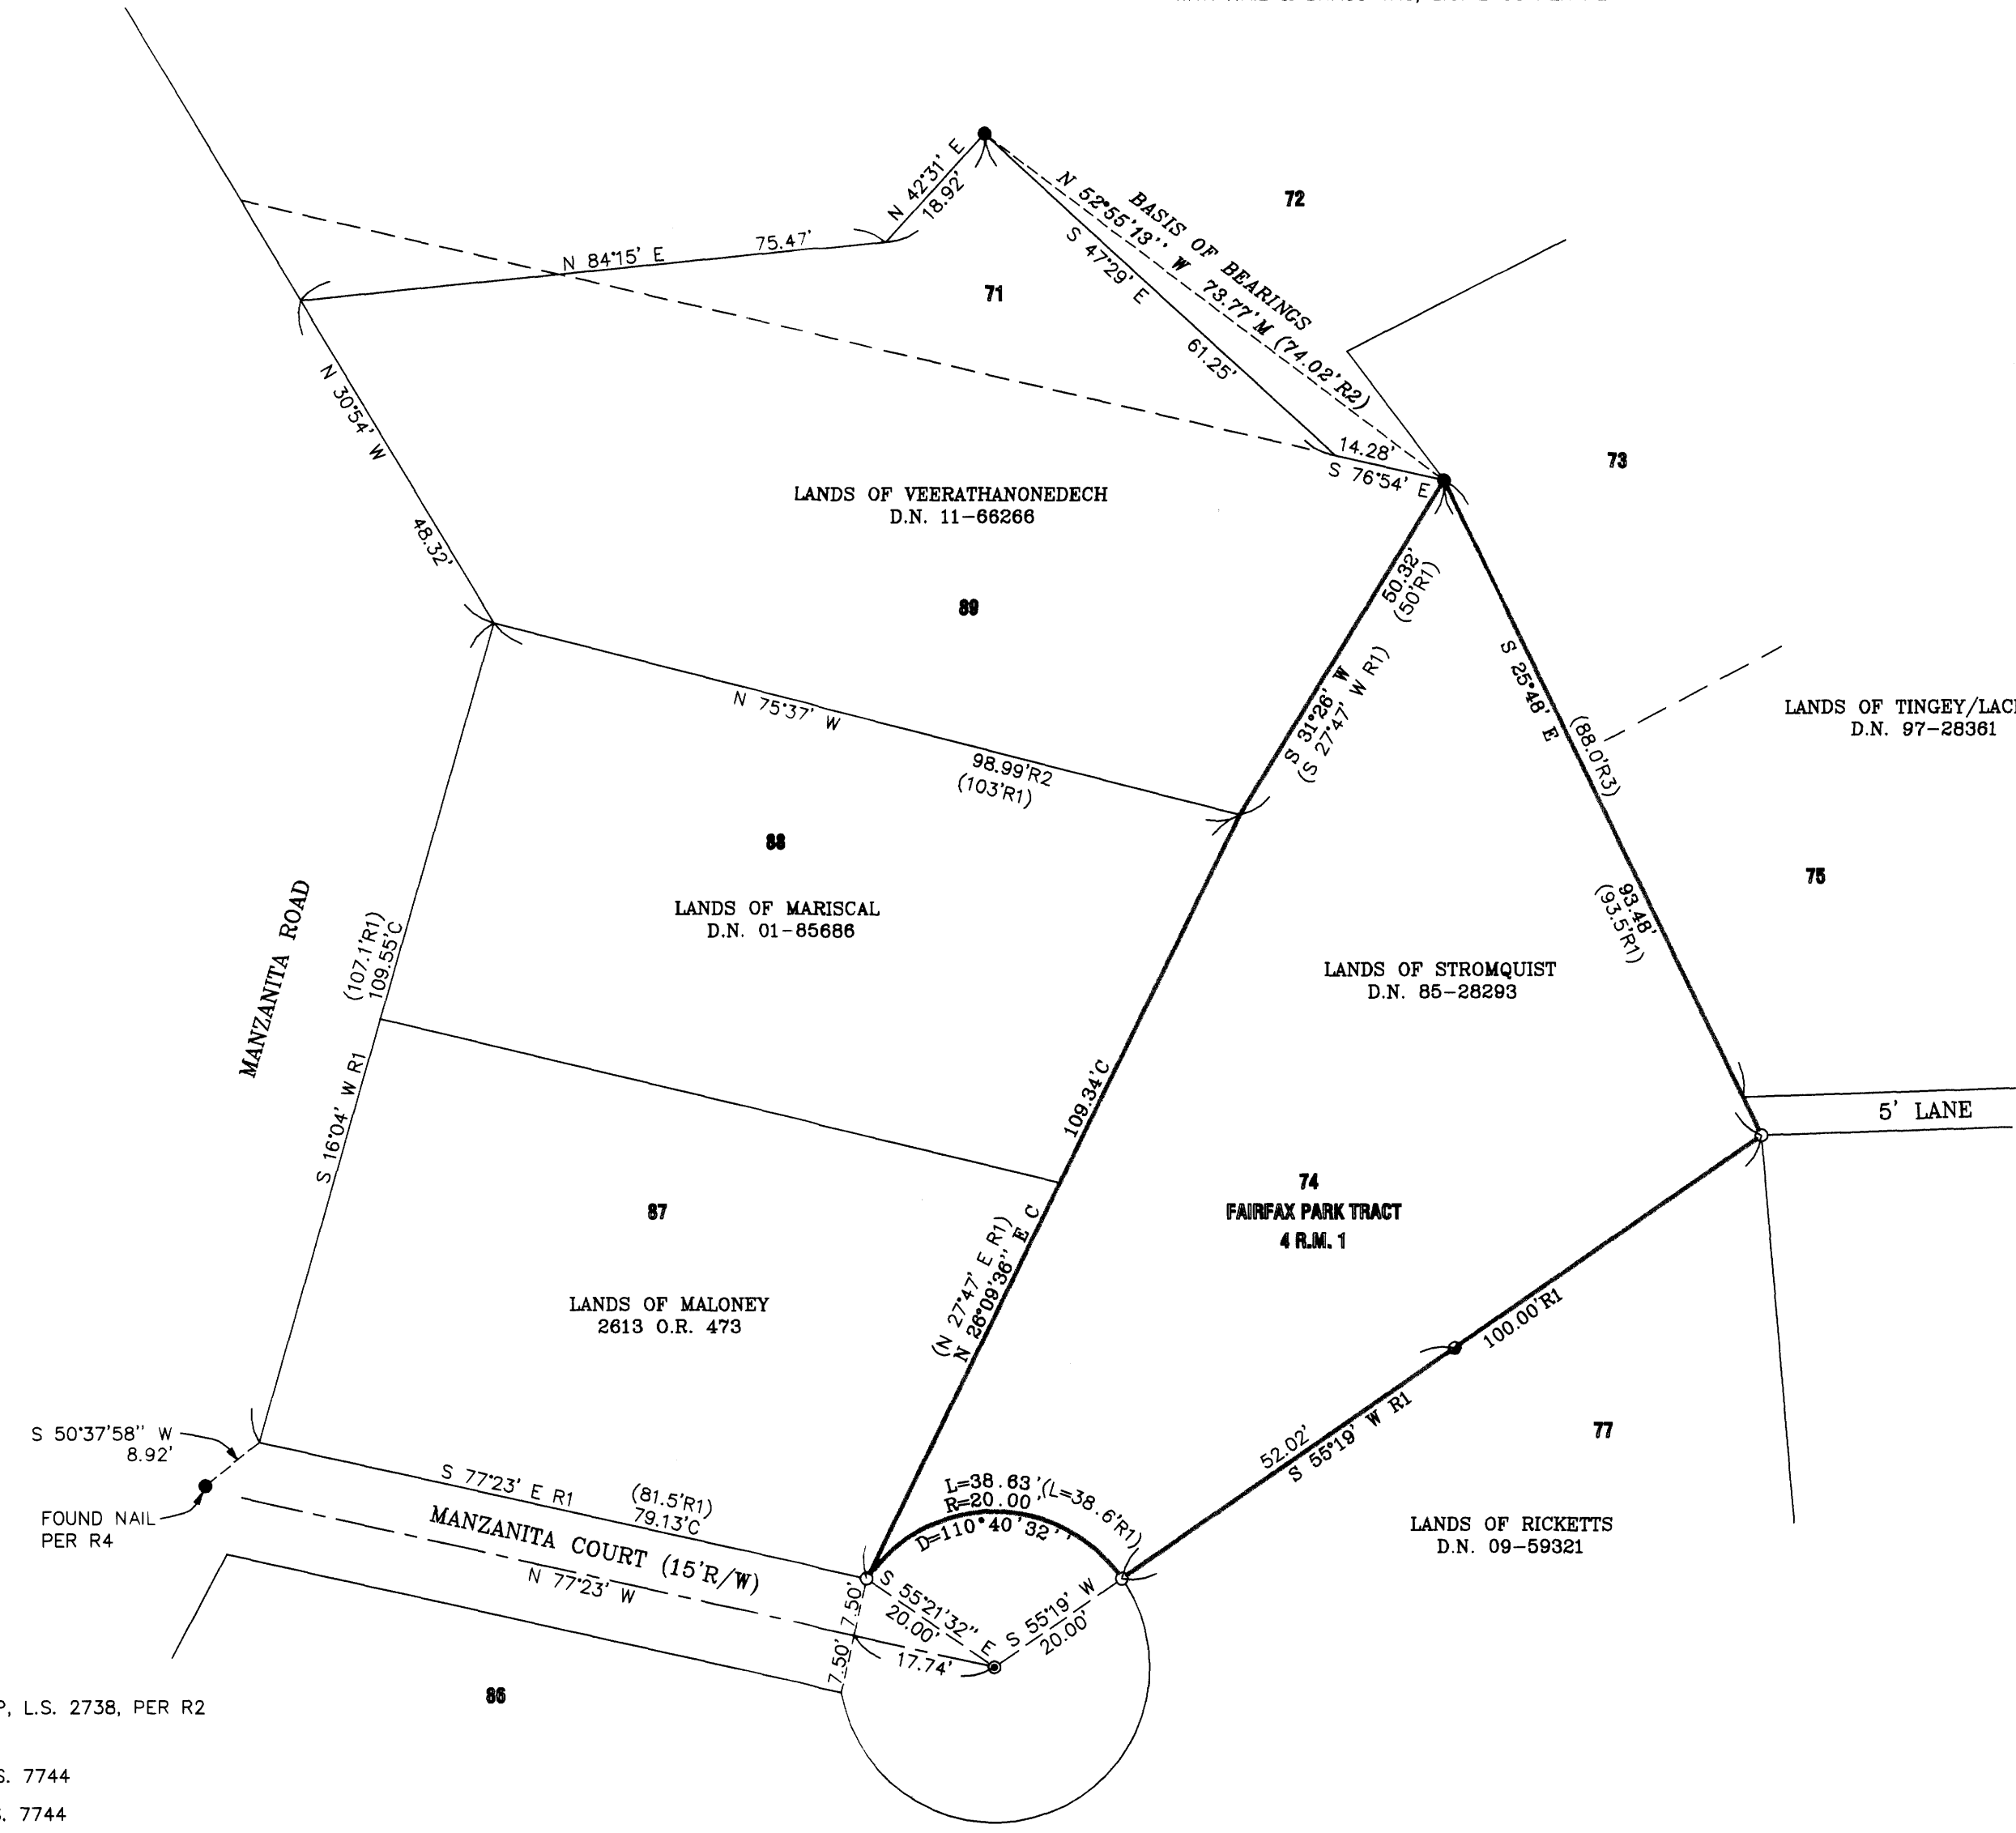 N 42°31' E
18.92'
72
BASIS OF BEARINGS
N 52°55'13'' W 73.77'M (74.02'R2)
S 47°29' E
61.25'
N 84°15' E 75.47'
71
14.28'
S 76°54' E
73
N 30°54' W
48.32'
LANDS OF VEERATHANONEDECH
D.N. 11-66266
89
50.32'
(50'R1)
S 31°26' W
(S 27°47' W R1)
S 25°48' E
(88.0'R3)
LANDS OF TINGEY/LAC
D.N. 97-28361
N 75°37' W
98.99'R2
(103'R1)
88
LANDS OF MARISCAL
D.N. 01-85686
75
93.48'
(93.5'R1)
MANZANITA ROAD
(107.1'R1)
109.55'C
S 16°04' W R1
LANDS OF STROMQUIST
D.N. 85-28293
109.34'C
5' LANE
74
FAIRFAX PARK TRACT
4 R.M. 1
87
(N 27°47' E R1)
N 26°09'36'' E C
LANDS OF MALONEY
2613 O.R. 473
100.00'R1
52.02'
S 55°19' W R1
77
S 50°37'58'' W
8.92'
FOUND NAIL
PER R4
S 77°23' E R1
(81.5'R1)
79.13'C
MANZANITA COURT (15'R/W)
N 77°23' W
L=38.63'(L=38.6'R1)
R=20.00'
D=110°40'32''
LANDS OF RICKETTS
D.N. 09-59321
7.50'
7.50'
S 55°21'32'' E
20.00'
S 55°19' W
20.00'
17.74'
86
P, L.S. 2738, PER R2
S. 7744
S. 7744